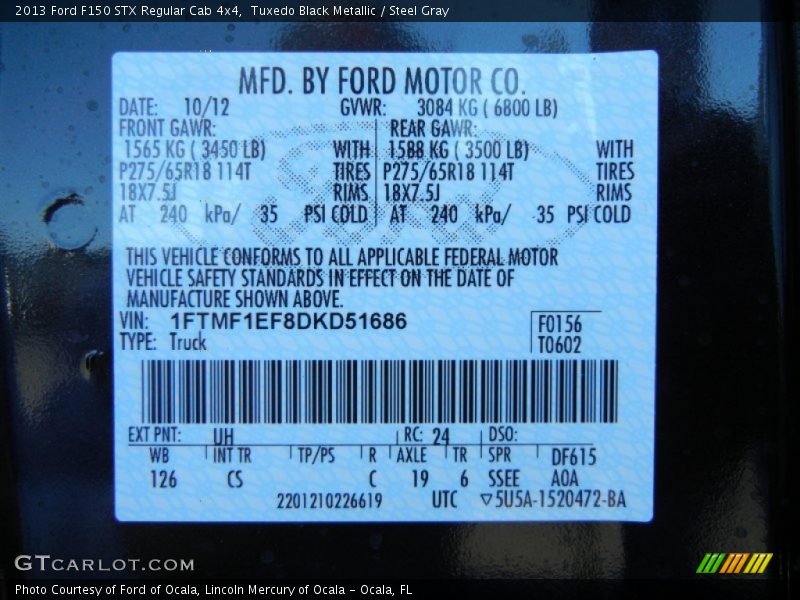 2013 Ford F150 STX Regular Cab 4x4,  Tuxedo Black Metallic / Steel Gray
MFD. BY FORD MOTOR CO.
DATE: 10/12 GVWR: 3084 KG ( 6800 LB)
FRONT GAWR: REAR GAWR:
1565 KG ( 3450 LB) WITH 1588 KG ( 3500 LB) WITH
P275/65R18 114T TIRES P275/65R18 114T TIRES
18X7.5J RIMS 18X7.5J RIMS
AT 240 kPa/ 35 PSI COLD AT 240 kPa/ 35 PSI COLD
THIS VEHICLE CONFORMS TO ALL APPLICABLE FEDERAL MOTOR
VEHICLE SAFETY STANDARDS IN EFFECT ON THE DATE OF
MANUFACTURE SHOWN ABOVE.
VIN: 1FTMF1EF8DKD51686 F0156
TYPE: Truck T0602
EXT PNT: UH RC: 24 DSO:
WB INT TR TP/PS R AXLE TR SPR DF615
126 CS C 19 6 SSEE A0A
2201210226619 UTC ▽5U5A-1520472-BA
GTCARLOT.COM
Photo Courtesy of Ford of Ocala, Lincoln Mercury of Ocala - Ocala, FL